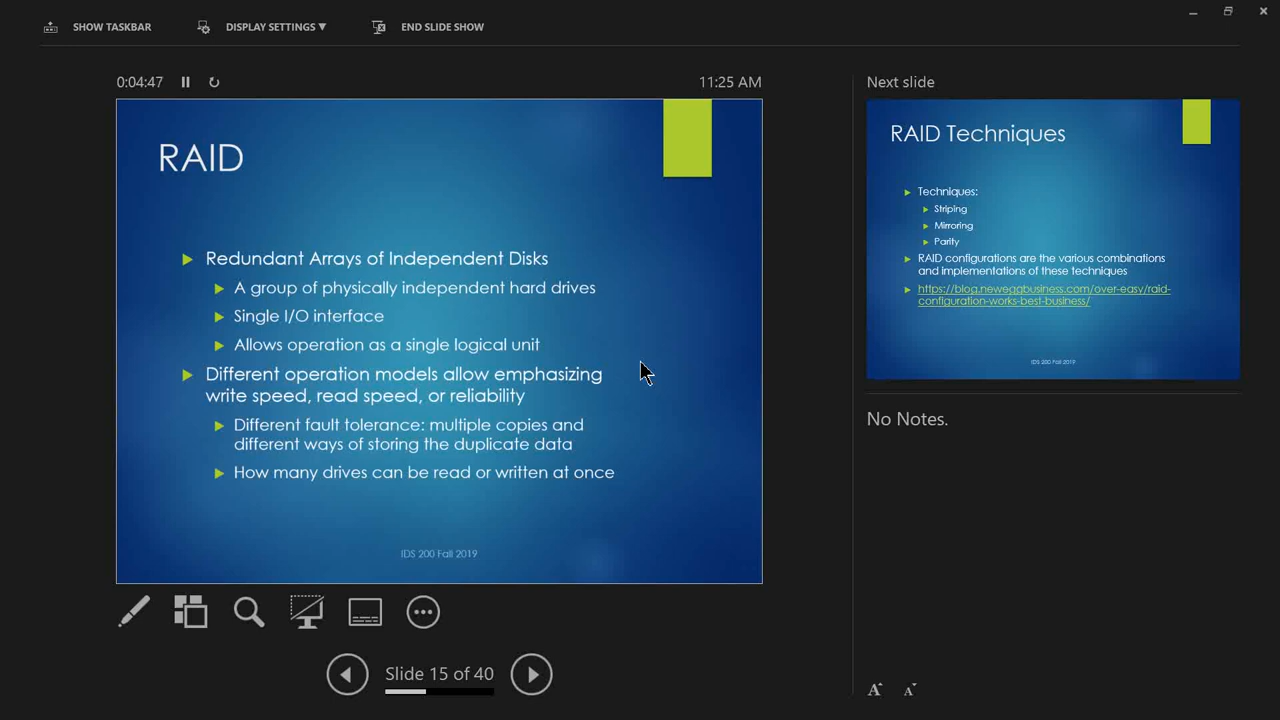 SHOW TASKBAR
DISPLAY SETTINGS ▼
END SLIDE SHOW
0:04:47
11:25 AM
RAID
Redundant Arrays of Independent Disks
A group of physically independent hard drives
Single I/O interface
Allows operation as a single logical unit
Different operation models allow emphasizing
write speed, read speed, or reliability
Different fault tolerance: multiple copies and
different ways of storing the duplicate data
How many drives can be read or written at once
IDS 200 Fall 2019
Slide 15 of 40
Next slide
RAID Techniques
Techniques:
Striping
Mirroring
Parity
RAID configurations are the various combinations
and implementations of these techniques
https://blog.neweggbusiness.com/over-easy/raid-
configuration-works-best-business/
IDS 200 Fall 2019
No Notes.
A A